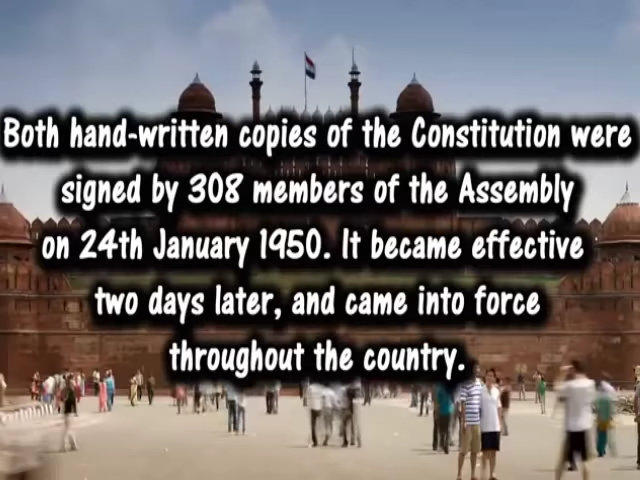 Both hand-written copies of the Constitution were
signed by 308 members of the Assembly
on 24th January 1950. It became effective
two days later, and came into force
throughout the country.